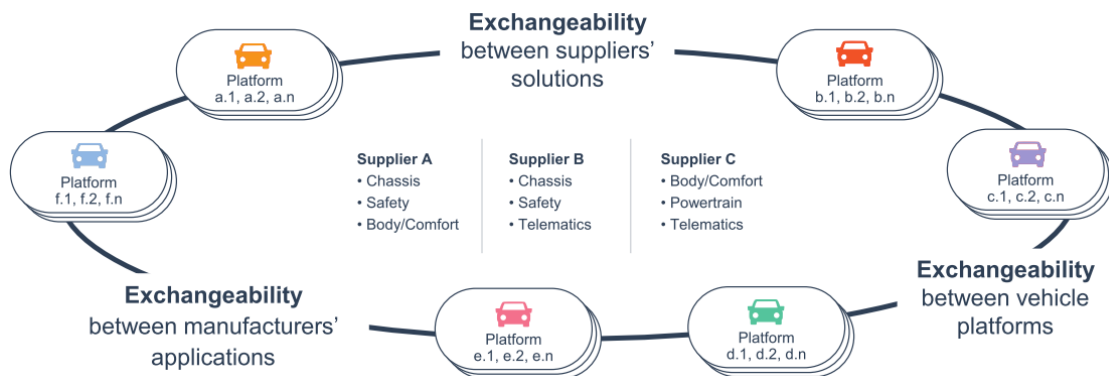 Exchangeability
between suppliers'
solutions
Platform
a.1, a.2, a.n
Platform
b.1, b.2, b.n
Platform
f.1, f.2, f.n
Platform
c.1, c.2, c.n
Supplier A
• Chassis
• Safety
• Body/Comfort
Supplier B
• Chassis
• Safety
• Telematics
Supplier C
• Body/Comfort
• Powertrain
• Telematics
Exchangeability
between manufacturers'
applications
Exchangeability
between vehicle
platforms
Platform
e.1, e.2, e.n
Platform
d.1, d.2, d.n